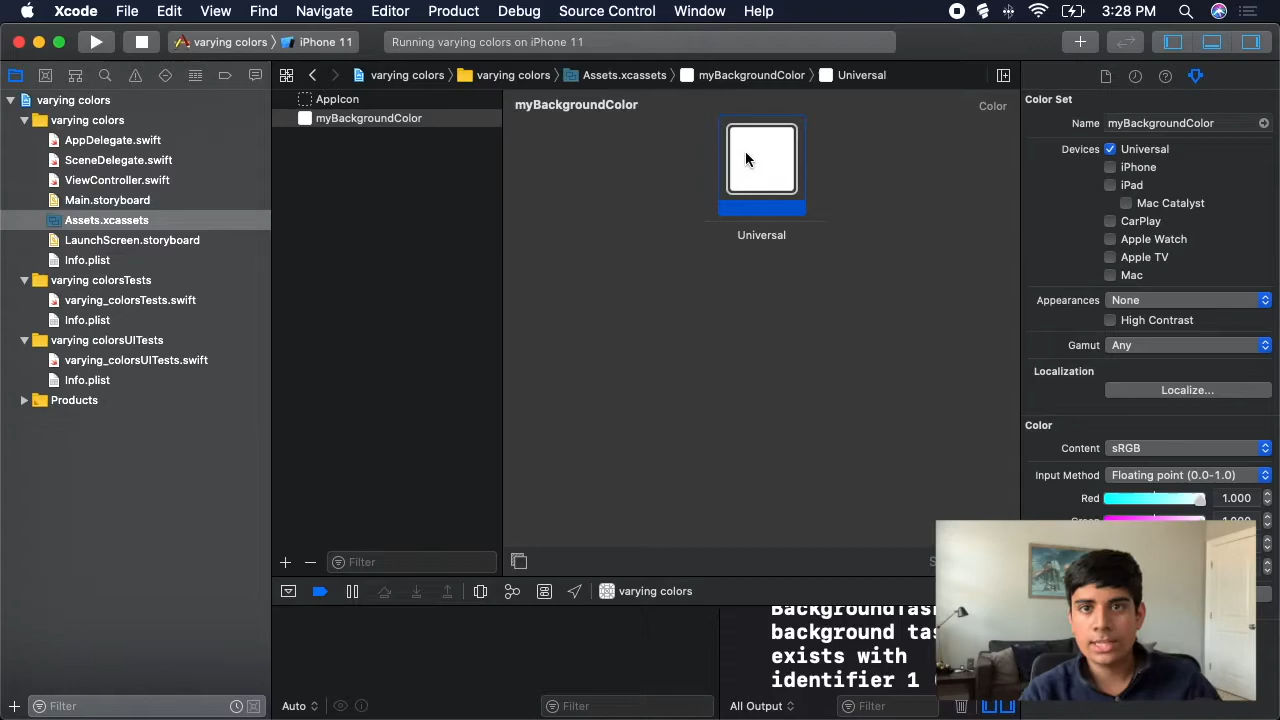 Xcode File Edit View Find Navigate Editor Product Debug Source Control Window Help 3:28 PM
varying colors iPhone 11 Running varying colors on iPhone 11
varying colors varying colors Assets.xcassets myBackgroundColor Universal
varying colors
varying colors
AppDelegate.swift
SceneDelegate.swift
ViewController.swift
Main.storyboard
Assets.xcassets
LaunchScreen.storyboard
Info.plist
varying colorsTests
varying_colorsTests.swift
Info.plist
varying colorsUITests
varying_colorsUITests.swift
Info.plist
Products
Filter
AppIcon
myBackgroundColor
Filter
myBackgroundColor Color
Universal
Color Set
Name myBackgroundColor
Devices Universal
iPhone
iPad
Mac Catalyst
CarPlay
Apple Watch
Apple TV
Mac
Appearances None
High Contrast
Gamut Any
Localization
Localize...
Color
Content sRGB
Input Method Floating point (0.0-1.0)
Red 1.000
varying colors
background tas
exists with
identifier 1
Auto Filter All Output Filter